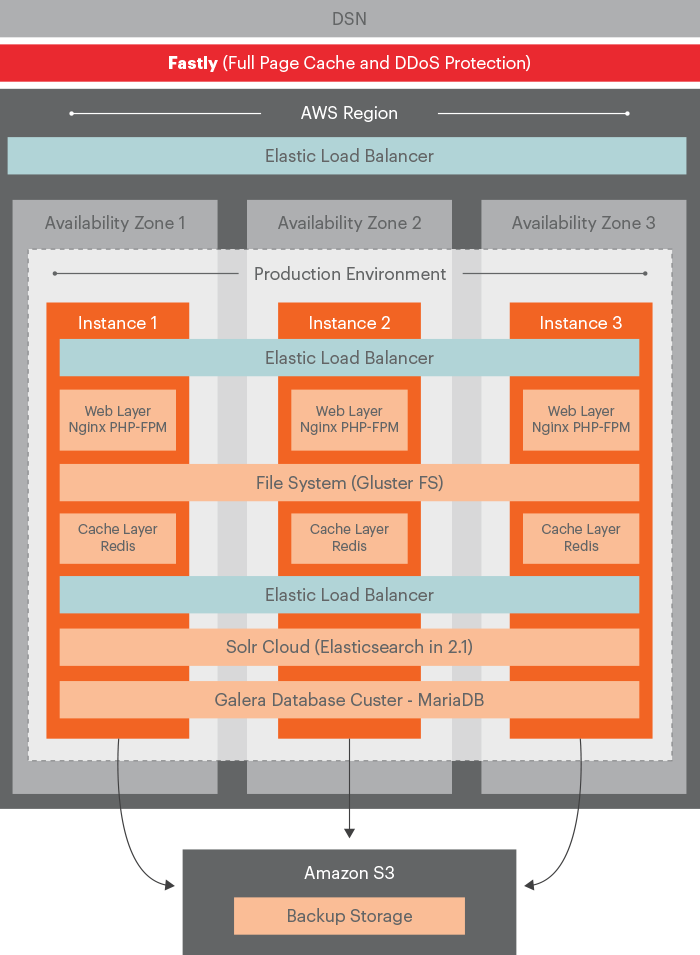 DSN
Fastly (Full Page Cache and DDoS Protection)
AWS Region
Elastic Load Balancer
Availability Zone 1
Availability Zone 2
Availability Zone 3
Production Environment
Instance 1
Instance 2
Instance 3
Elastic Load Balancer
Web Layer
Nginx PHP-FPM
Web Layer
Nginx PHP-FPM
Web Layer
Nginx PHP-FPM
File System (Gluster FS)
Cache Layer
Redis
Cache Layer
Redis
Cache Layer
Redis
Elastic Load Balancer
Solr Cloud (Elasticsearch in 2.1)
Galera Database Custer - MariaDB
Amazon S3
Backup Storage